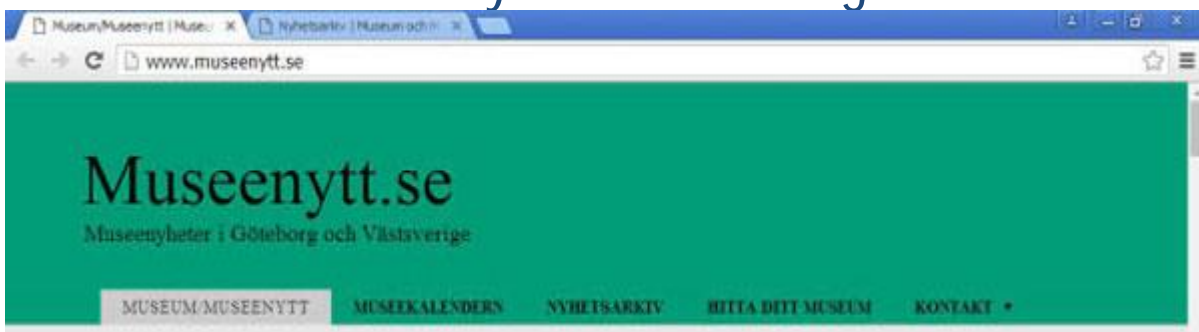 Museum/Museenytt | Museu
Nyhetsarkiv | Museum och
www.museenytt.se
Museenytt.se
Museenyheter i Göteborg och Västsverige
MUSEUM/MUSEENYTT MUSEEKALENDERN NYHETSARKIV HITTA DITT MUSEUM KONTAKT